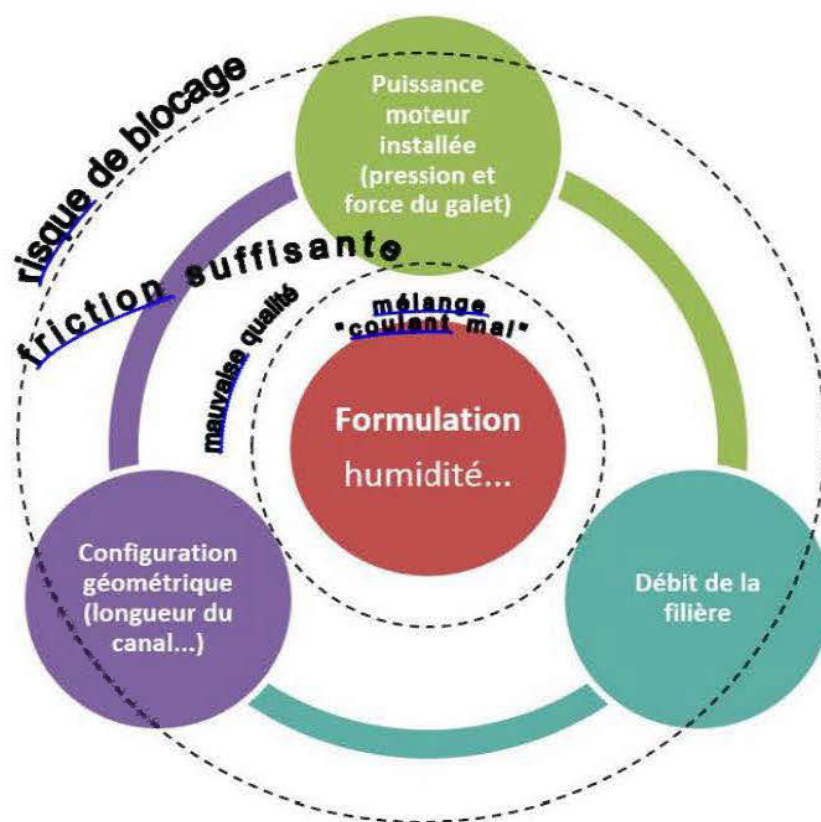 Puissance
moteur
installée
(pression et
force du galet)
risque de blocage
friction suffisante
mauvaise qualité
mélange
"coulant mal"
Formulation
humidité...
Configuration
géométrique
(longueur du
canal...)
Débit de la
filière